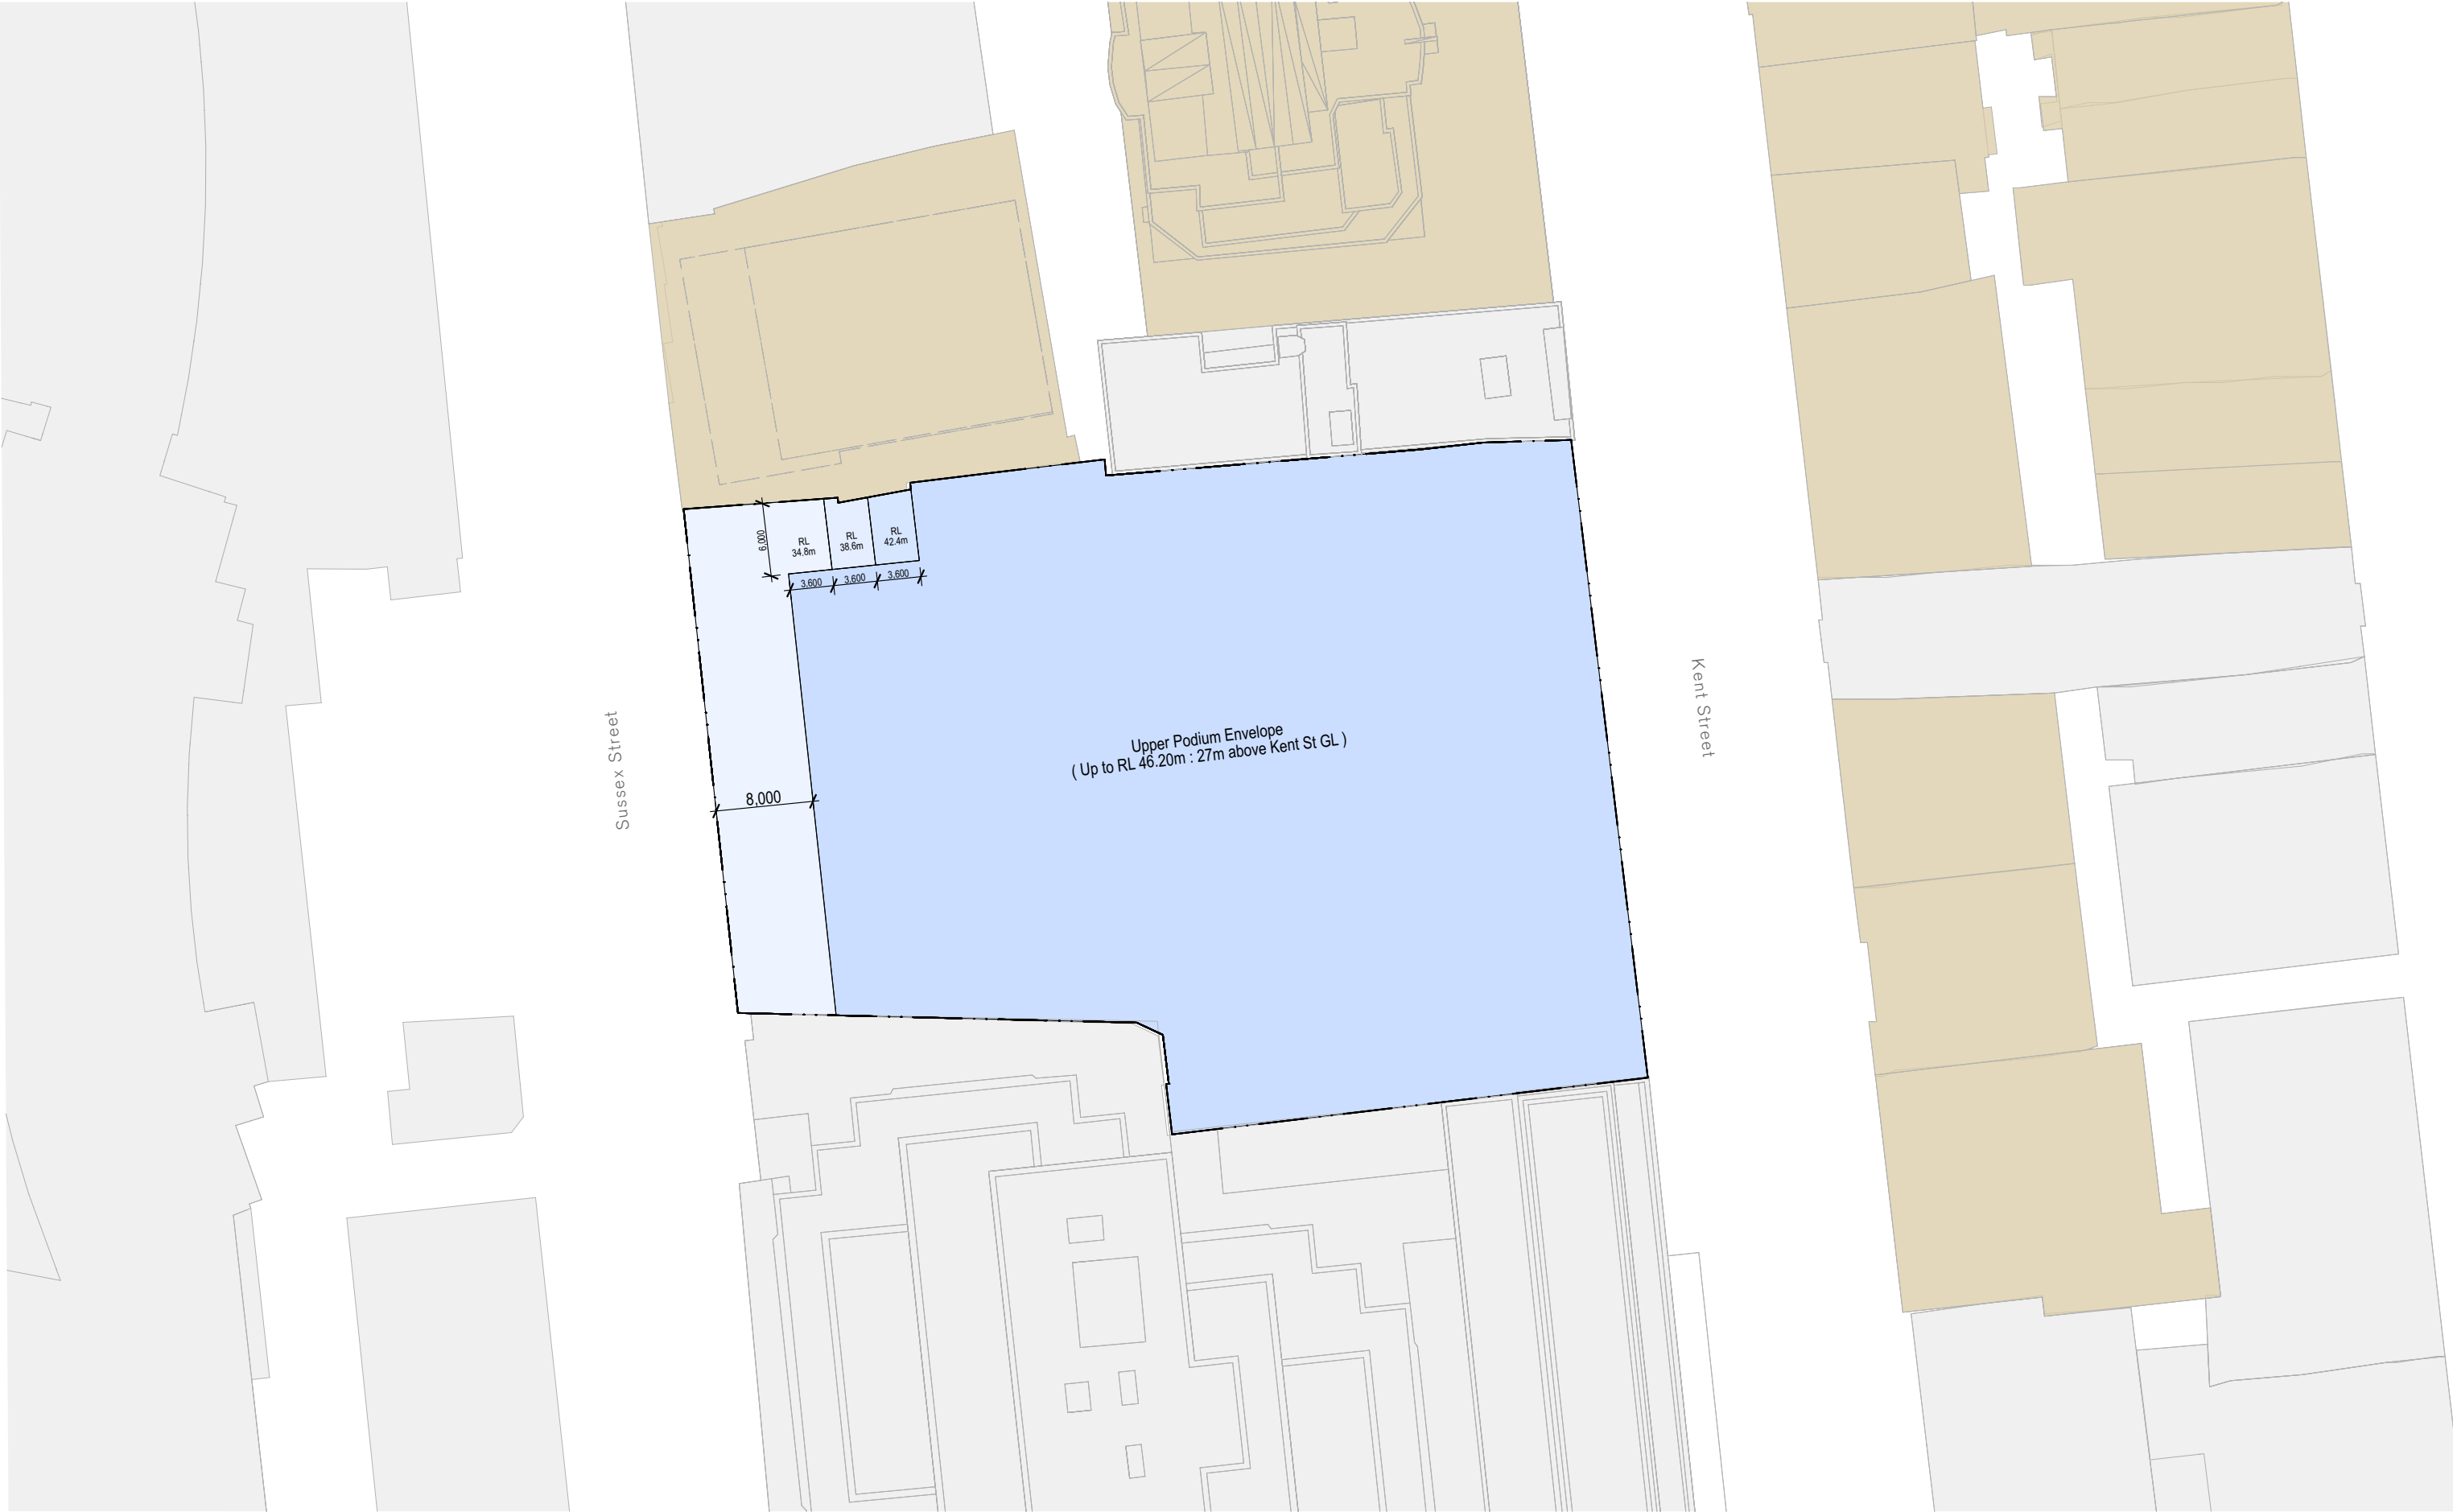 6,000
RL
34.8m
RL
38.6m
RL
42.4m
3,600
3,600
3,600
Upper Podium Envelope
( Up to RL 46.20m : 27m above Kent St GL )
8,000
Sussex Street
Kent Street